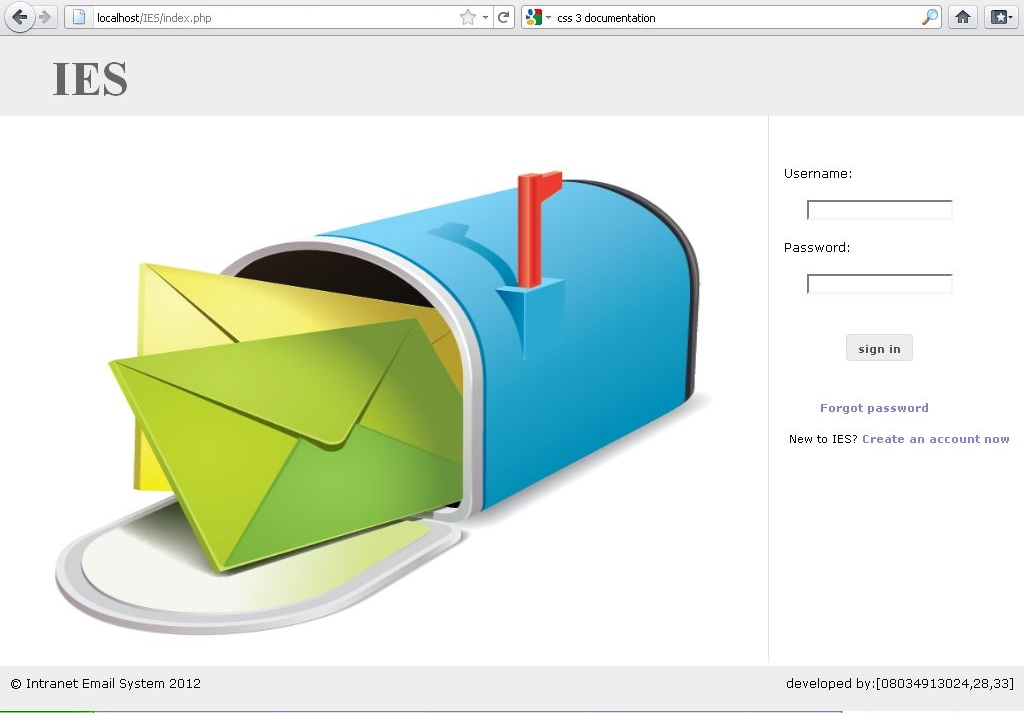 localhost/IES/index.php
css 3 documentation
IES
Username:
Password:
sign in
Forgot password
New to IES? Create an account now
© Intranet Email System 2012
developed by:[08034913024,28,33]